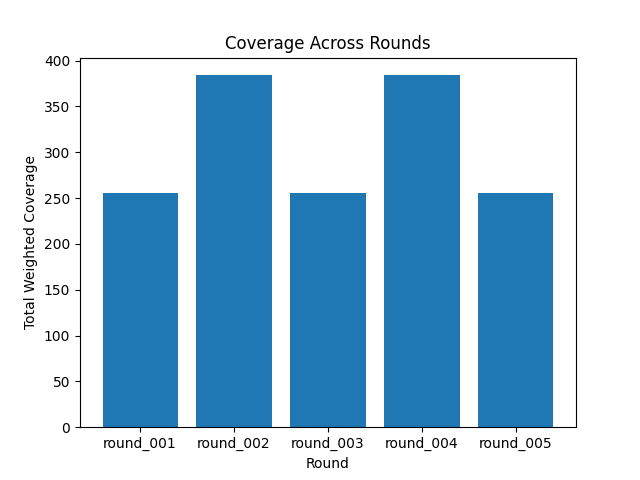 Coverage Across Rounds
Total Weighted Coverage
400
350
300
250
200
150
100
50
0
round_001 round_002 round_003 round_004 round_005
Round